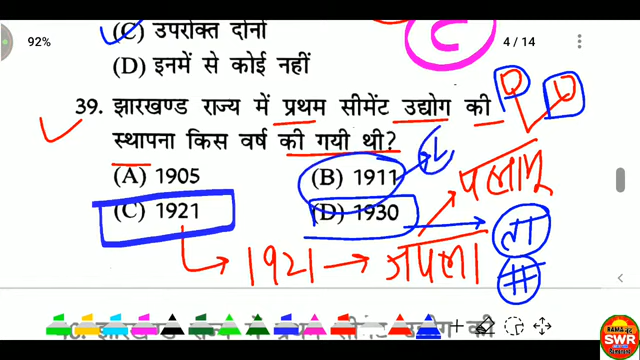 92%
4/14
(C) उपरोक्त दोनों
(D) इनमें से कोई नहीं
39. झारखण्ड राज्य में प्रथम सीमेंट उद्योग की
स्थापना किस वर्ष की गयी थी?
(A) 1905
(B) 1911
(C) 1921
(D) 1930
पलामू
1921 → जपला
SWR